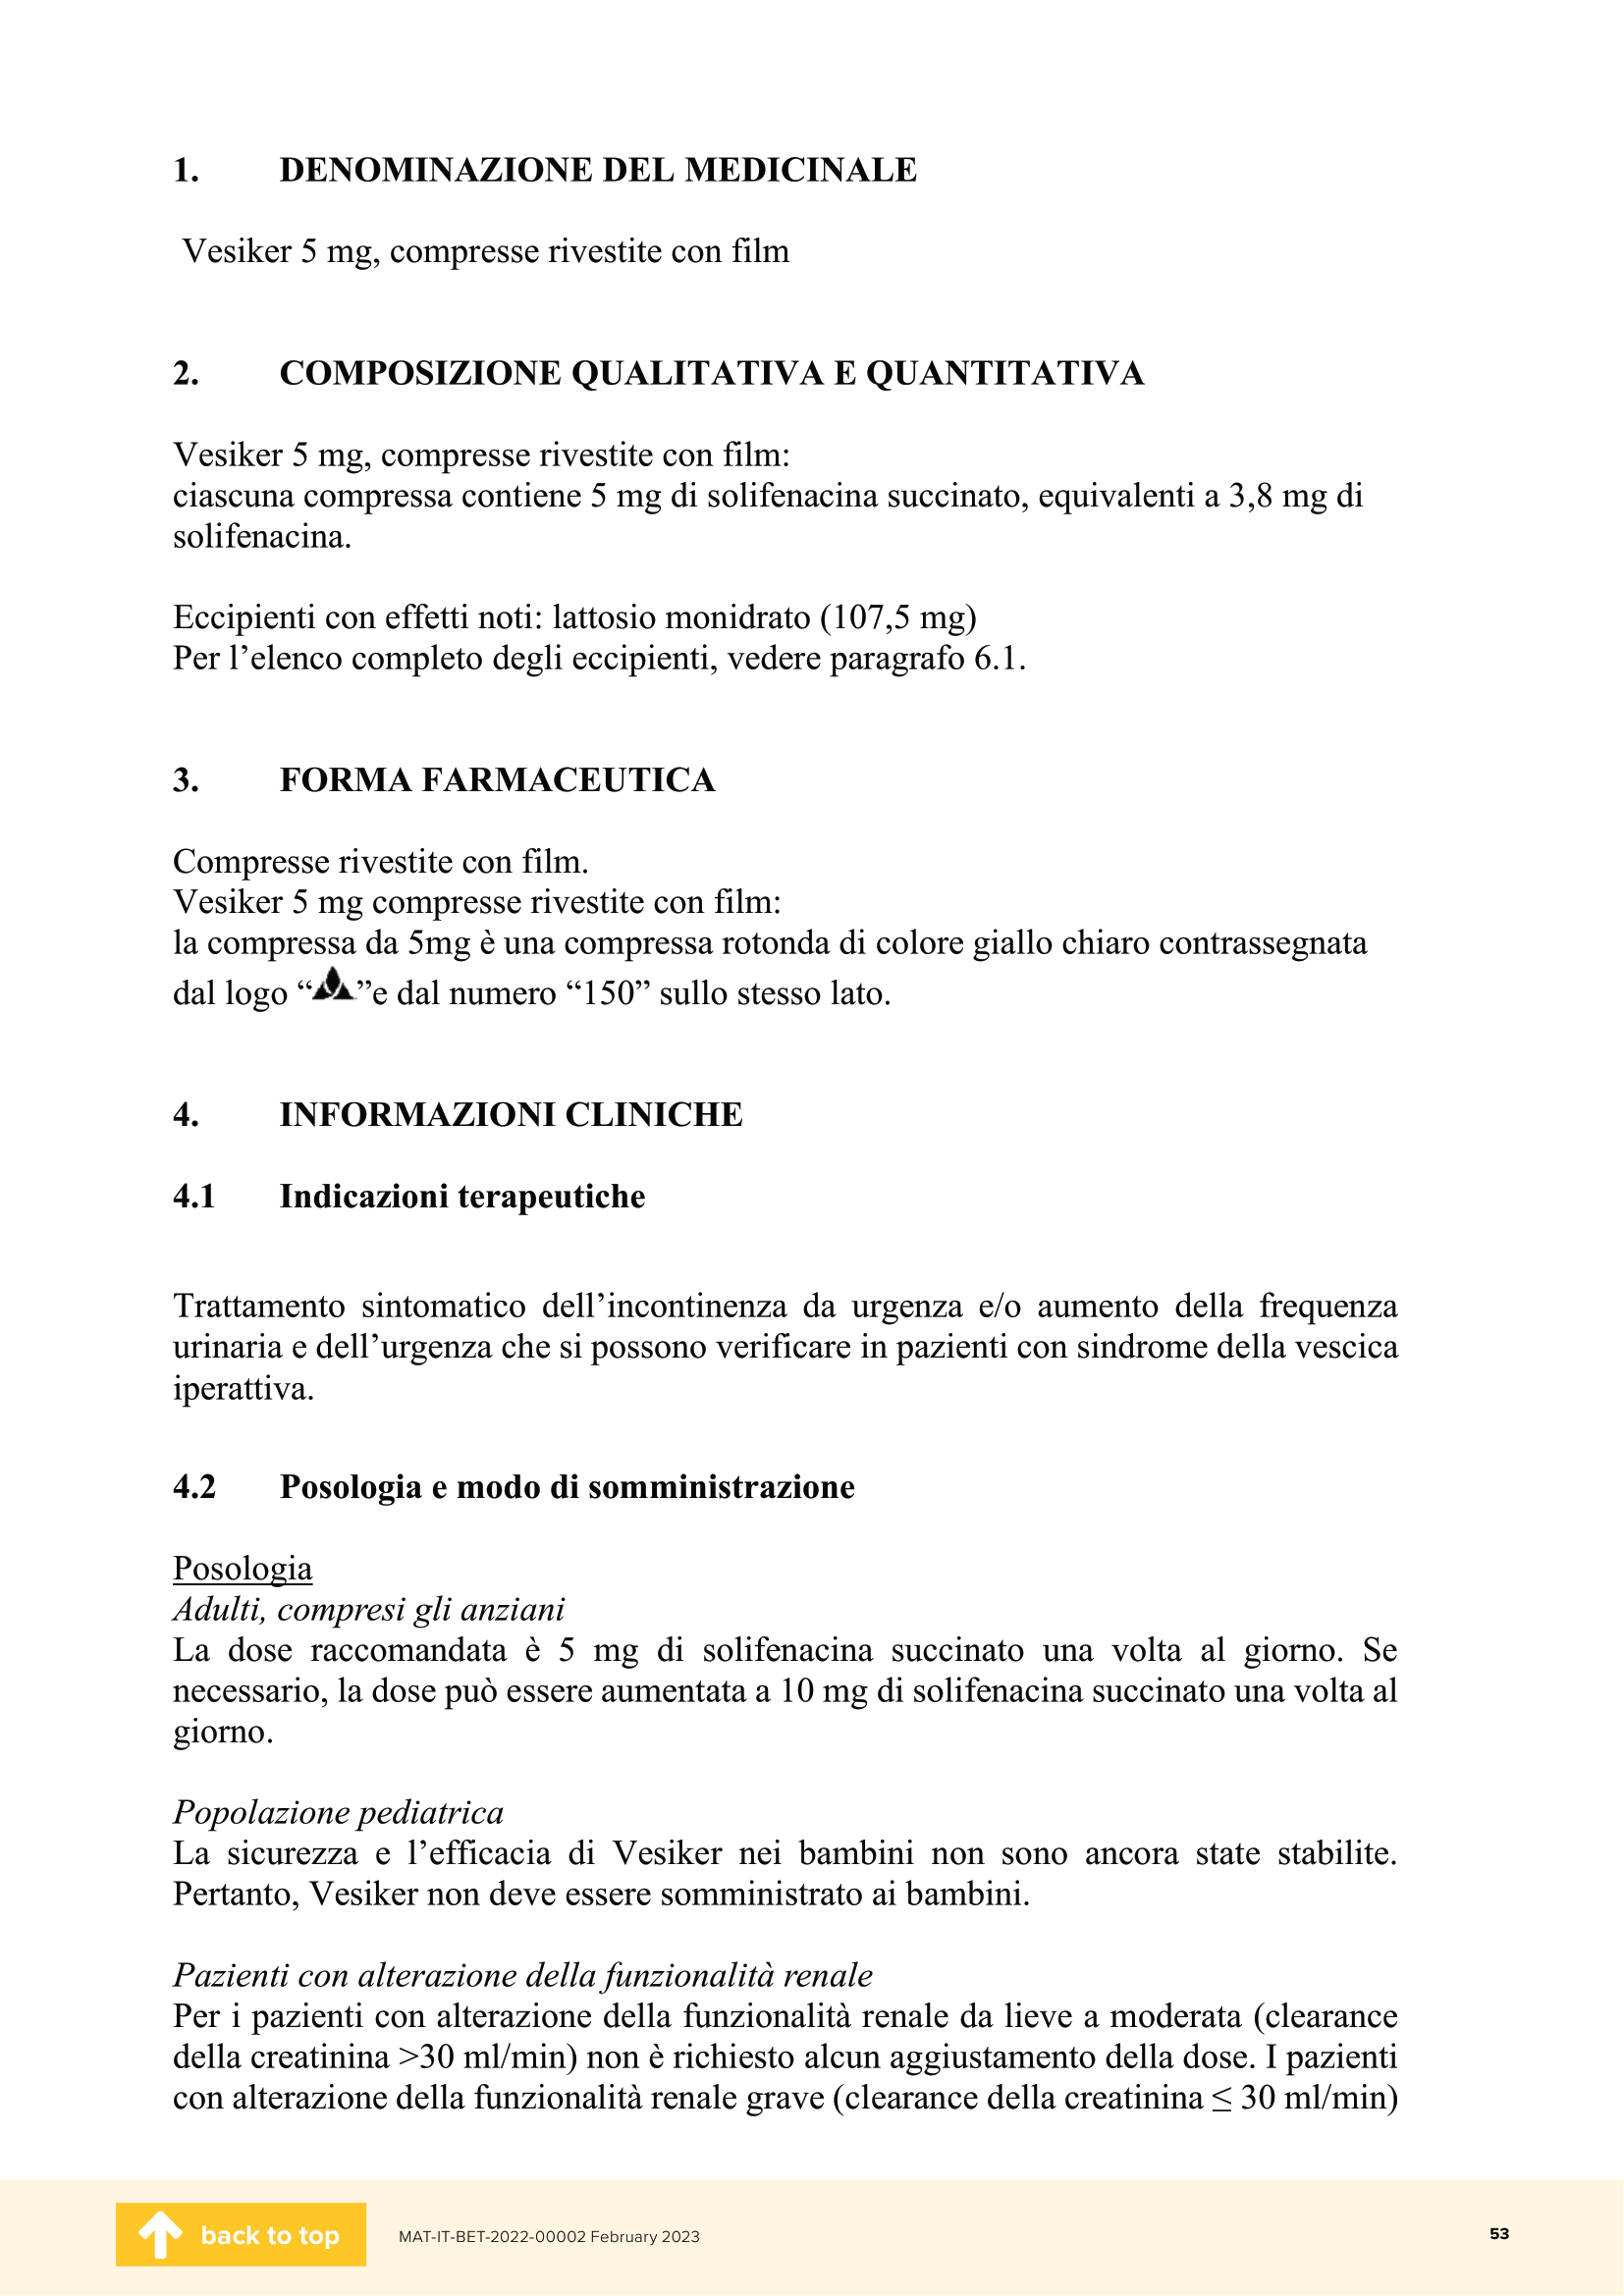 1. DENOMINAZIONE DEL MEDICINALE
Vesiker 5 mg, compresse rivestite con film
2. COMPOSIZIONE QUALITATIVA E QUANTITATIVA
Vesiker 5 mg, compresse rivestite con film:
ciascuna compressa contiene 5 mg di solifenacina succinato, equivalenti a 3,8 mg di
solifenacina.
Eccipienti con effetti noti: lattosio monidrato (107,5 mg)
Per l’elenco completo degli eccipienti, vedere paragrafo 6.1.
3. FORMA FARMACEUTICA
Compresse rivestite con film.
Vesiker 5 mg compresse rivestite con film:
la compressa da 5mg è una compressa rotonda di colore giallo chiaro contrassegnata
dal logo “”e dal numero “150” sullo stesso lato.
4. INFORMAZIONI CLINICHE
4.1 Indicazioni terapeutiche
Trattamento sintomatico dell’incontinenza da urgenza e/o aumento della frequenza
urinaria e dell’urgenza che si possono verificare in pazienti con sindrome della vescica
iperattiva.
4.2 Posologia e modo di somministrazione
Posologia
Adulti, compresi gli anziani
La dose raccomandata è 5 mg di solifenacina succinato una volta al giorno. Se
necessario, la dose può essere aumentata a 10 mg di solifenacina succinato una volta al
giorno.
Popolazione pediatrica
La sicurezza e l’efficacia di Vesiker nei bambini non sono ancora state stabilite.
Pertanto, Vesiker non deve essere somministrato ai bambini.
Pazienti con alterazione della funzionalità renale
Per i pazienti con alterazione della funzionalità renale da lieve a moderata (clearance
della creatinina >30 ml/min) non è richiesto alcun aggiustamento della dose. I pazienti
con alterazione della funzionalità renale grave (clearance della creatinina ≤ 30 ml/min)
back to top
MAT-IT-BET-2022-00002 February 2023
53